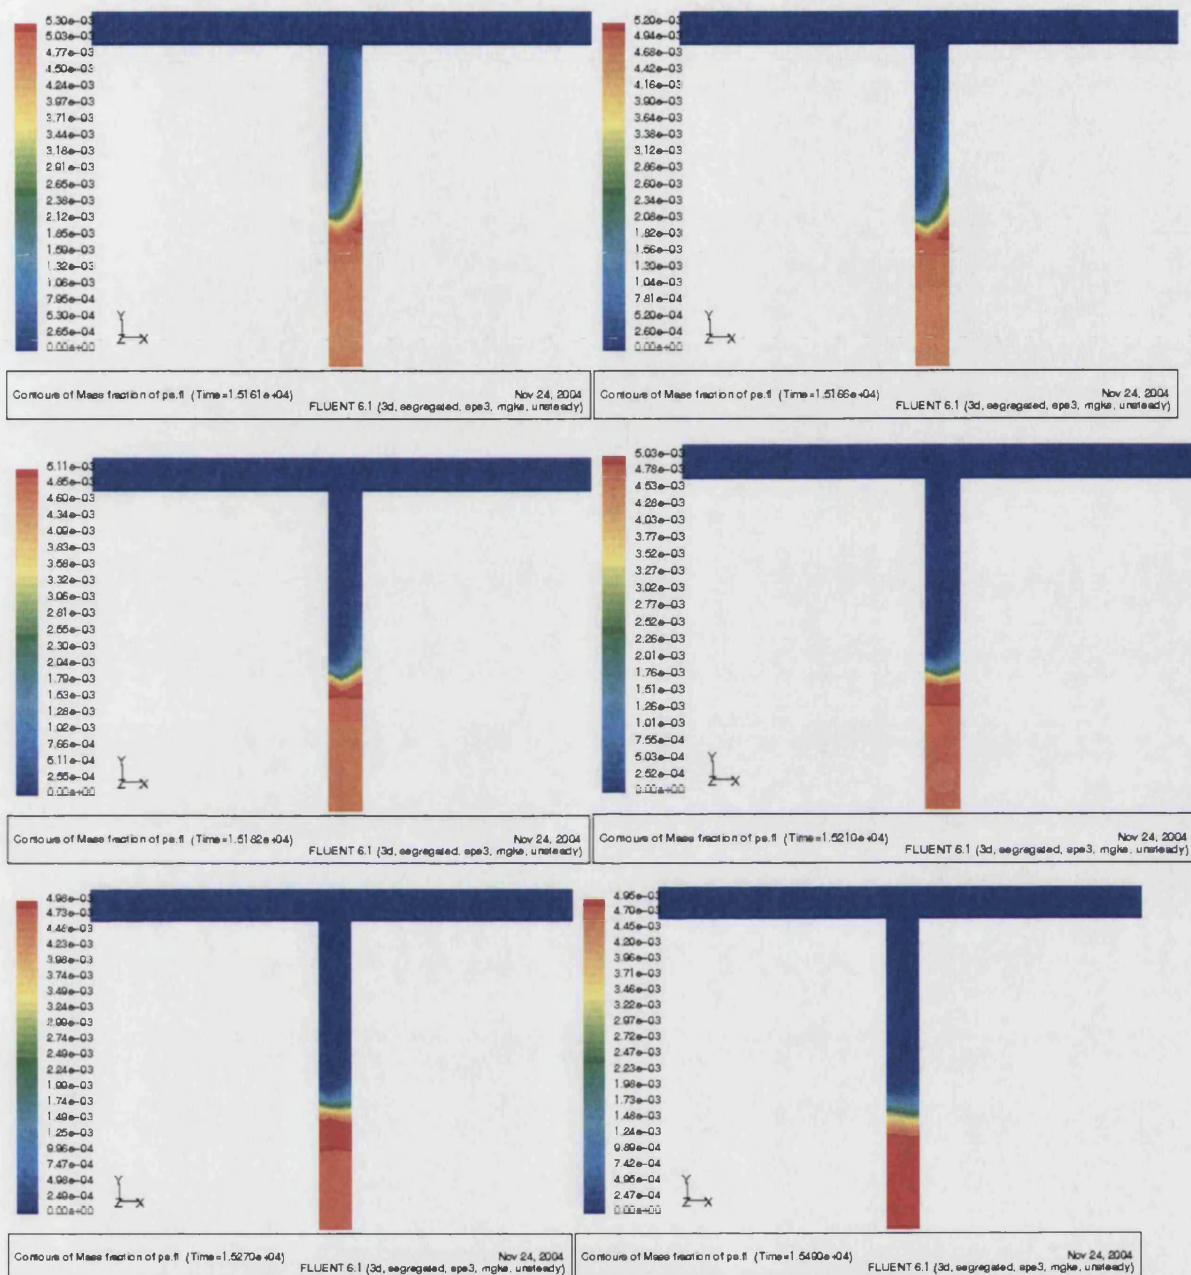 5.30e-03
5.03e-03
4.77e-03
4.50e-03
4.24e-03
3.97e-03
3.71e-03
3.44e-03
3.18e-03
2.91e-03
2.65e-03
2.38e-03
2.12e-03
1.85e-03
1.59e-03
1.32e-03
1.06e-03
7.95e-04
5.30e-04
2.65e-04
0.00e+00
Y
Z X
Contours of Mass fraction of ps.fl (Time=1.5161e+04) Nov 24, 2004
FLUENT 6.1 (3d, segregated, spe3, rngke, unsteady)
5.20e-03
4.94e-03
4.68e-03
4.42e-03
4.16e-03
3.90e-03
3.64e-03
3.38e-03
3.12e-03
2.86e-03
2.60e-03
2.34e-03
2.08e-03
1.82e-03
1.56e-03
1.30e-03
1.04e-03
7.81e-04
5.20e-04
2.60e-04
0.00e+00
Y
Z X
Contours of Mass fraction of ps.fl (Time=1.5166e+04) Nov 24, 2004
FLUENT 6.1 (3d, segregated, spe3, rngke, unsteady)
5.11e-03
4.85e-03
4.60e-03
4.34e-03
4.09e-03
3.83e-03
3.58e-03
3.32e-03
3.06e-03
2.81e-03
2.55e-03
2.30e-03
2.04e-03
1.79e-03
1.53e-03
1.28e-03
1.02e-03
7.66e-04
5.11e-04
2.55e-04
0.00e+00
Y
Z X
Contours of Mass fraction of ps.fl (Time=1.5182e+04) Nov 24, 2004
FLUENT 6.1 (3d, segregated, spe3, rngke, unsteady)
5.03e-03
4.78e-03
4.53e-03
4.28e-03
4.03e-03
3.77e-03
3.52e-03
3.27e-03
3.02e-03
2.77e-03
2.52e-03
2.26e-03
2.01e-03
1.76e-03
1.51e-03
1.26e-03
1.01e-03
7.55e-04
5.03e-04
2.52e-04
0.00e+00
Y
Z X
Contours of Mass fraction of ps.fl (Time=1.5210e+04) Nov 24, 2004
FLUENT 6.1 (3d, segregated, spe3, rngke, unsteady)
4.98e-03
4.73e-03
4.48e-03
4.23e-03
3.98e-03
3.74e-03
3.49e-03
3.24e-03
2.99e-03
2.74e-03
2.49e-03
2.24e-03
1.99e-03
1.74e-03
1.49e-03
1.25e-03
9.96e-04
7.47e-04
4.98e-04
2.49e-04
0.00e+00
Y
Z X
Contours of Mass fraction of ps.fl (Time=1.5270e+04) Nov 24, 2004
FLUENT 6.1 (3d, segregated, spe3, rngke, unsteady)
4.95e-03
4.70e-03
4.45e-03
4.20e-03
3.96e-03
3.71e-03
3.46e-03
3.22e-03
2.97e-03
2.72e-03
2.47e-03
2.23e-03
1.98e-03
1.73e-03
1.48e-03
1.24e-03
9.89e-04
7.42e-04
4.95e-04
2.47e-04
0.00e+00
Y
Z X
Contours of Mass fraction of ps.fl (Time=1.5490e+04) Nov 24, 2004
FLUENT 6.1 (3d, segregated, spe3, rngke, unsteady)